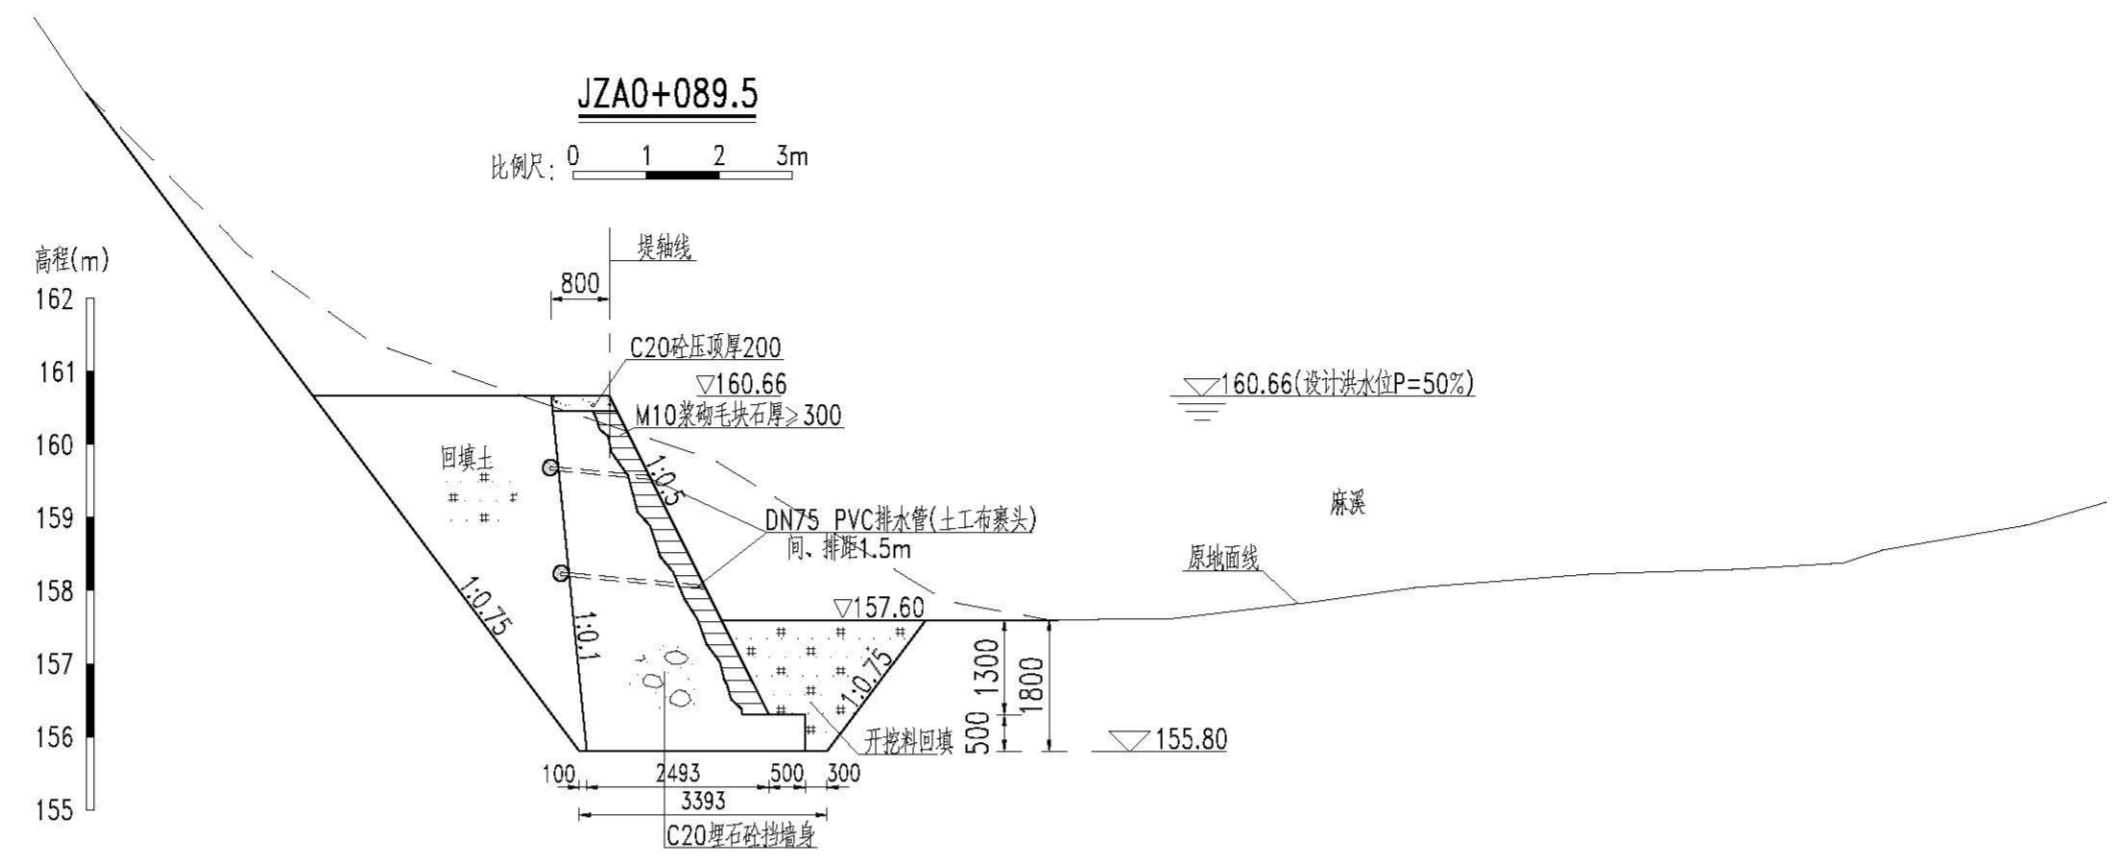 JZA0+089.5
比例尺: 0 1 2 3m
堤轴线
高程(m)
800
162
C20砼压顶厚200
161
▽160.66
160.66(设计洪水位P=50%)
M10浆砌毛块石厚≥300
160
回填土
1:0.5
159
DN75 PVC排水管(土工布裹头)
间、排距1.5m
麻溪
原地面线
158
1:0.75
1:0.1
▽157.60
157
1:0.75
1300
1800
500
156
开挖料回填
155.80
100 2493 500 300
155
3393
C20埋石砼挡墙身